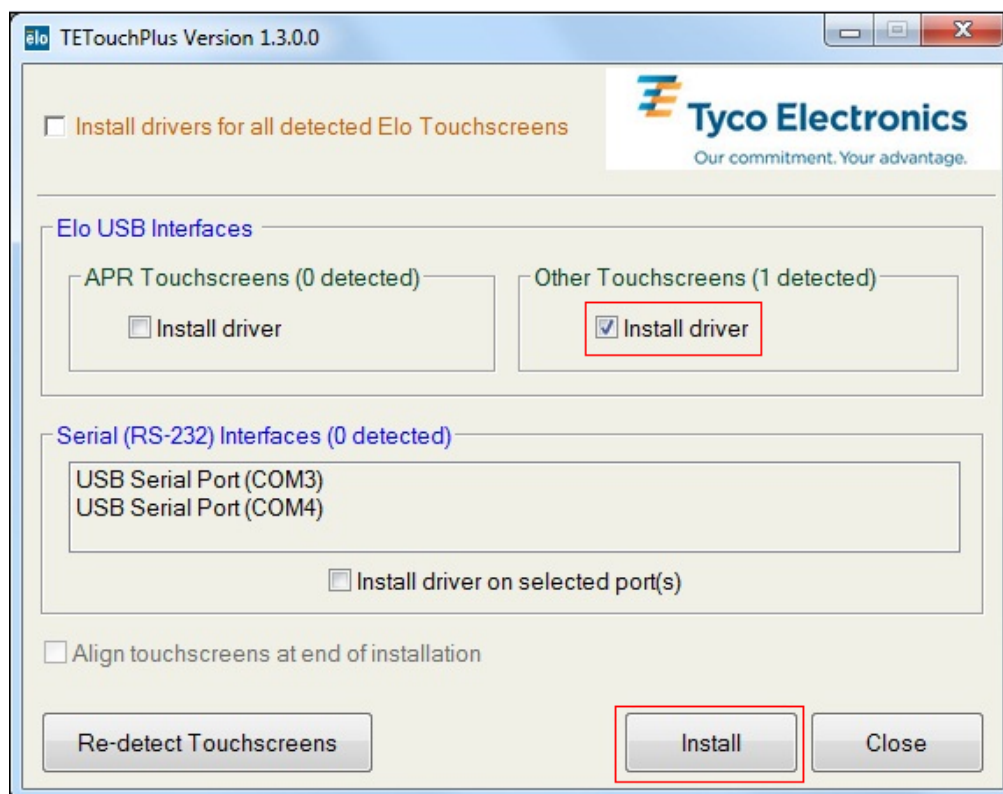 elo TETouchPlus Version 1.3.0.0
Install drivers for all detected Elo Touchscreens
Tyco Electronics
Our commitment. Your advantage.
Elo USB Interfaces
APR Touchscreens (0 detected)
Install driver
Other Touchscreens (1 detected)
Install driver
Serial (RS-232) Interfaces (0 detected)
USB Serial Port (COM3)
USB Serial Port (COM4)
Install driver on selected port(s)
Align touchscreens at end of installation
Re-detect Touchscreens
Install
Close